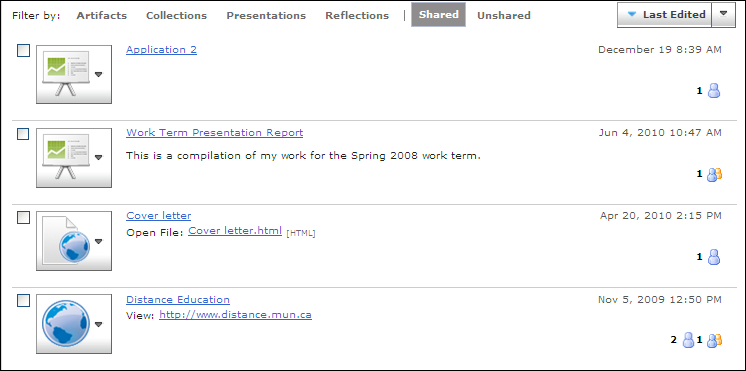 Filter by: Artifacts Collections Presentations Reflections | Shared Unshared Last Edited
Application 2 December 19 8:39 AM
1
Work Term Presentation Report Jun 4, 2010 10:47 AM
This is a compilation of my work for the Spring 2008 work term.
1
Cover letter Apr 20, 2010 2:15 PM
Open File: Cover letter.html [HTML]
1
Distance Education Nov 5, 2009 12:50 PM
View: http://www.distance.mun.ca
2 1